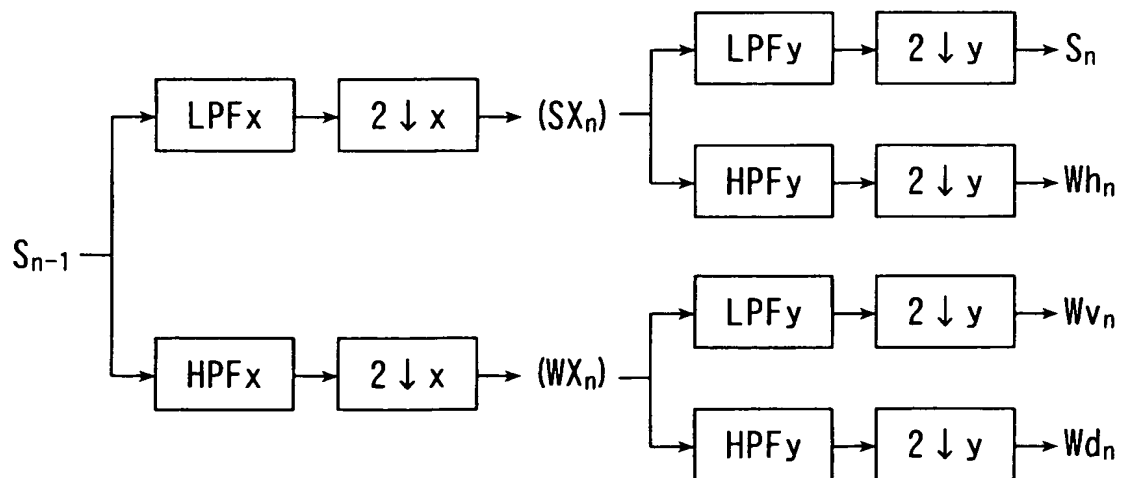 LPFy 2↓y Sₙ
LPFx 2↓x (SXₙ)
HPFy 2↓y Whₙ
Sₙ₋₁
LPFy 2↓y Wvₙ
HPFx 2↓x (WXₙ)
HPFy 2↓y Wdₙ